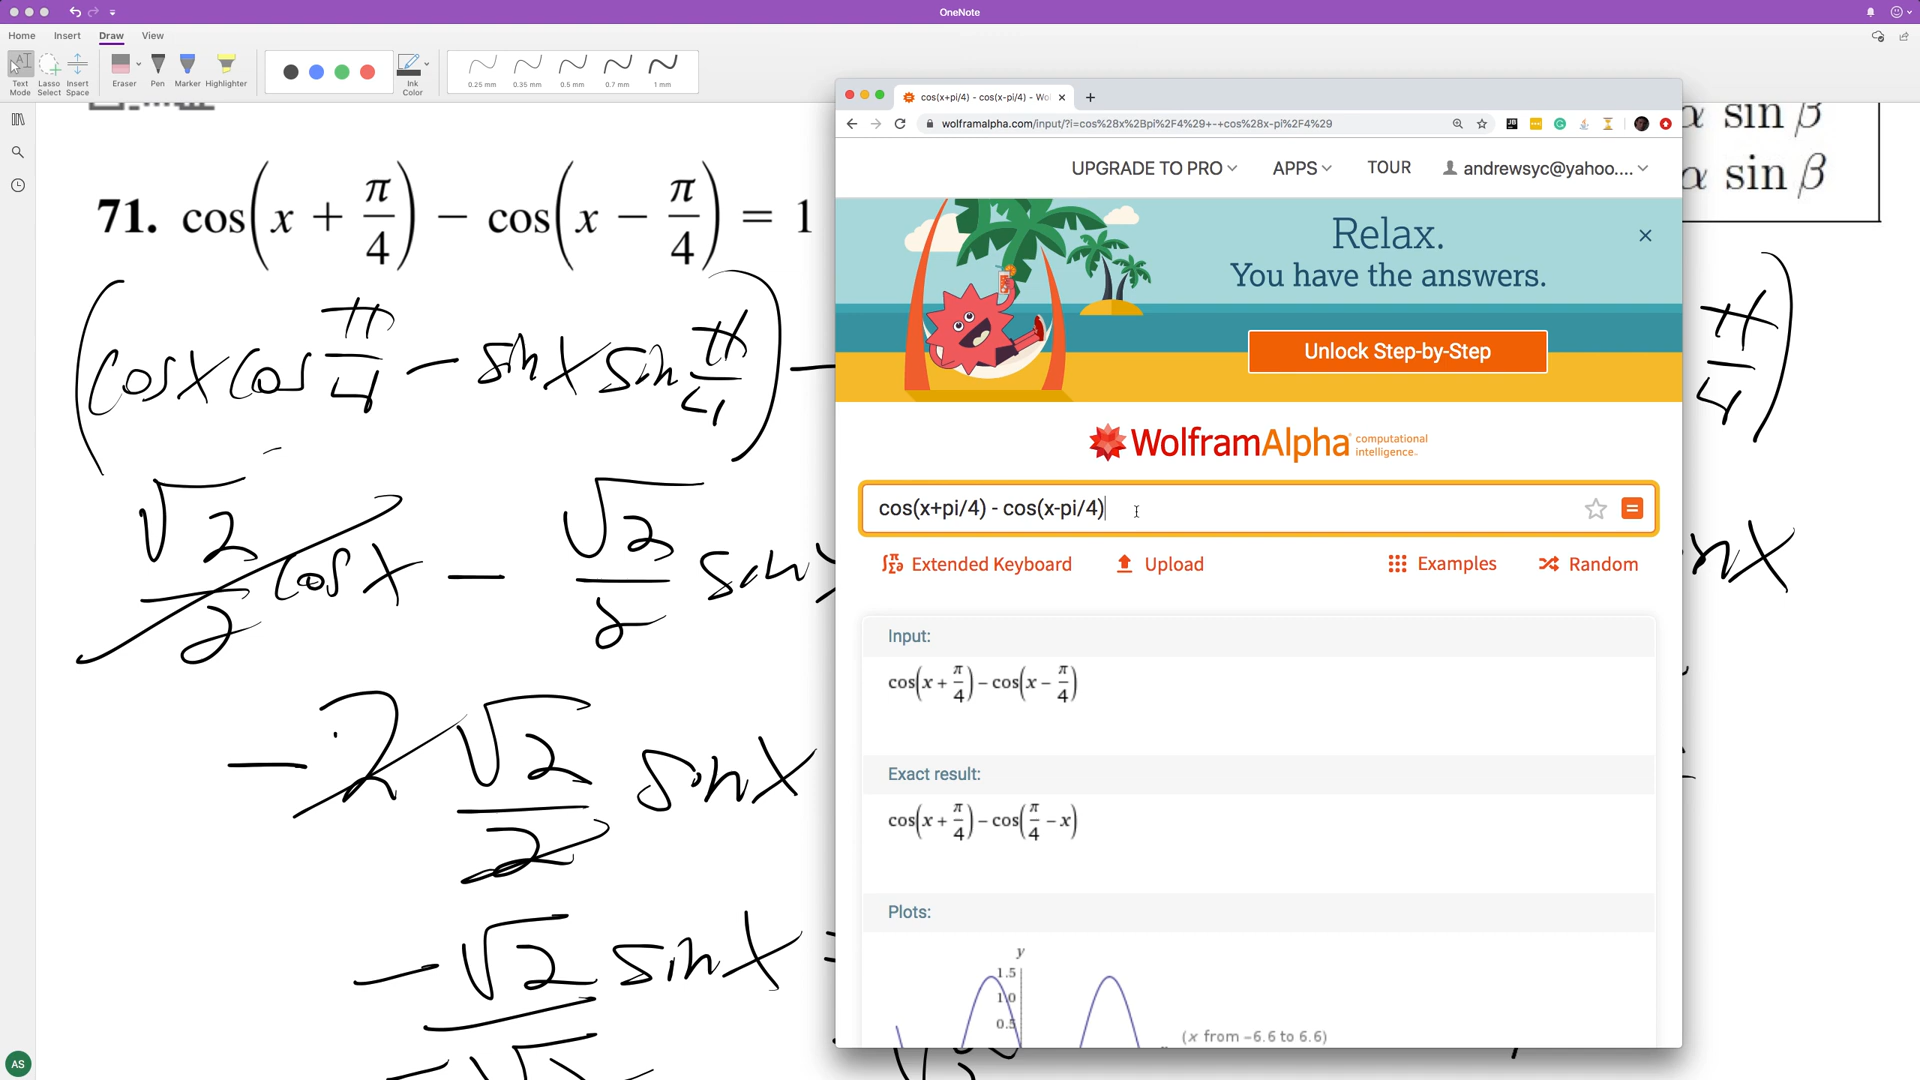 OneNote
Home Insert Draw View
Text Mode
Lasso Select
Insert Space
Eraser
Pen
Marker
Highlighter
Ink Color
0.25 mm 0.35 mm 0.5 mm 0.7 mm 1 mm
α sin β
α sin β
71. cos(x + π/4) − cos(x − π/4) = 1
(cos x cos π/4 − sin x sin π/4) −
π/4)
√2/2 cos x − √2/2 sin x
sin x
− 2 √2/2 sin x
− √2 sin x =
AS
cos(x+pi/4) - cos(x-pi/4) - Wol
wolframalpha.com/input/?i=cos%28x%2Bpi%2F4%29+-+cos%28x-pi%2F4%29
UPGRADE TO PRO APPS TOUR andrewsyc@yahoo....
Relax.
You have the answers.
Unlock Step-by-Step
WolframAlpha computational intelligence.
cos(x+pi/4) - cos(x-pi/4)
Extended Keyboard Upload Examples Random
Input:
cos(x + π/4) − cos(x − π/4)
Exact result:
cos(x + π/4) − cos(π/4 − x)
Plots:
y
1.5
1.0
0.5
(x from −6.6 to 6.6)